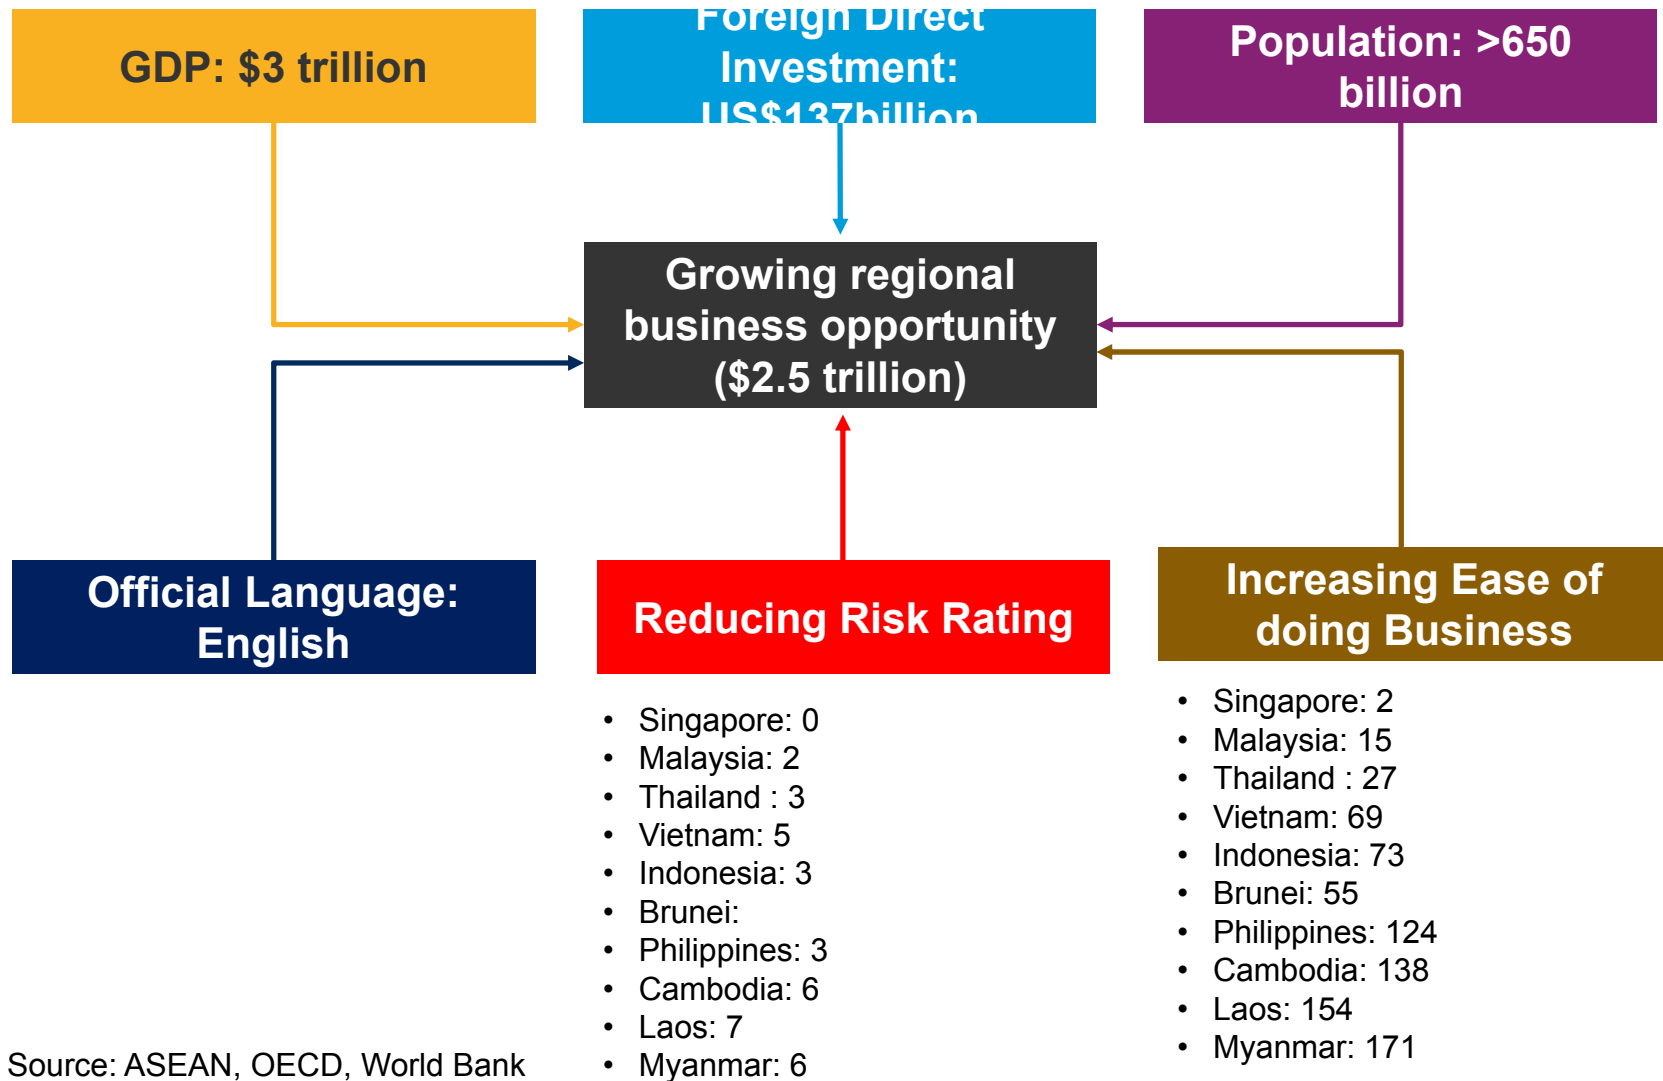 GDP: $3 trillion
Foreign Direct
Investment:
US$137billion
Population: >650
billion
Growing regional
business opportunity
($2.5 trillion)
Official Language:
English
Reducing Risk Rating
Increasing Ease of
doing Business
• Singapore: 0
• Malaysia: 2
• Thailand : 3
• Vietnam: 5
• Indonesia: 3
• Brunei:
• Philippines: 3
• Cambodia: 6
• Laos: 7
• Myanmar: 6
• Singapore: 2
• Malaysia: 15
• Thailand : 27
• Vietnam: 69
• Indonesia: 73
• Brunei: 55
• Philippines: 124
• Cambodia: 138
• Laos: 154
• Myanmar: 171
Source: ASEAN, OECD, World Bank